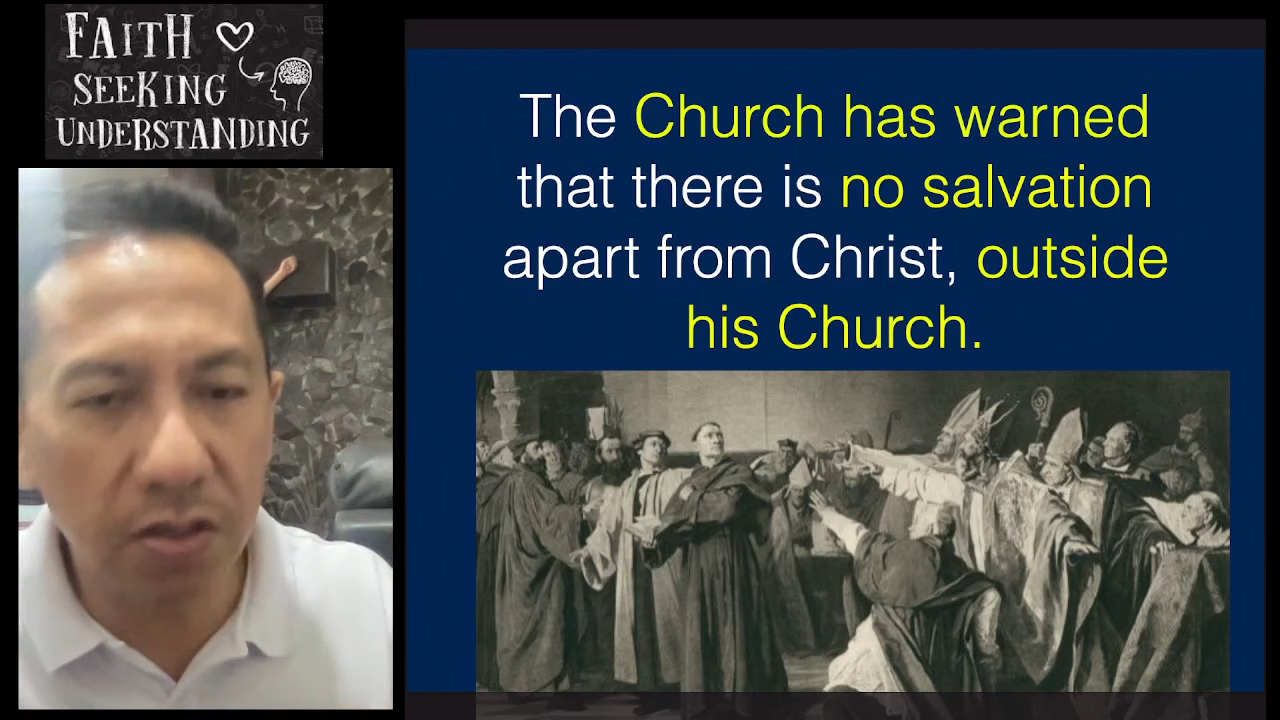 FAITH
SEEKING
UNDERSTANDING
The Church has warned
that there is no salvation
apart from Christ, outside
his Church.